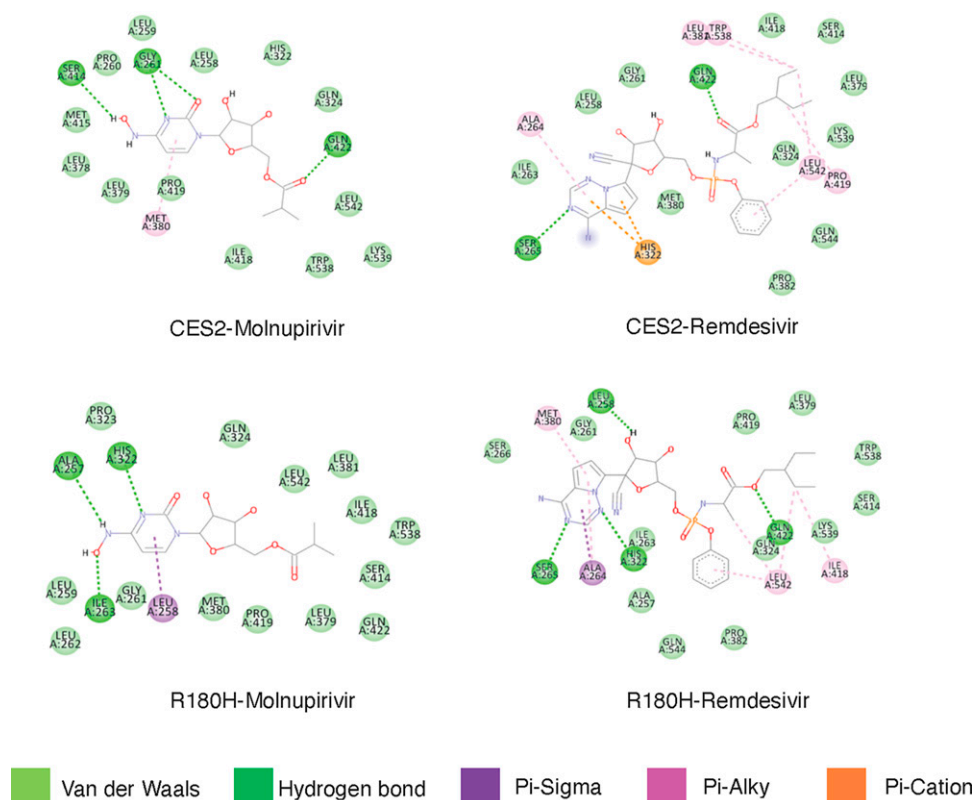 LEU
A:259
PRO
A:260
GLY
A:261
LEU
A:258
HIS
A:322
SER
A:414
GLN
A:324
MET
A:415
GLN
A:422
LEU
A:378
LEU
A:379
PRO
A:419
LEU
A:542
MET
A:380
ILE
A:418
TRP
A:538
LYS
A:539
H
O
N
H
N
O
N
H
O
O
O
O
O
CES2-Molnupirivir
LEU
A:381
TRP
A:538
ILE
A:418
SER
A:414
GLY
A:261
GLN
A:422
LEU
A:379
LEU
A:258
ALA
A:264
LYS
A:539
GLN
A:324
ILE
A:263
LEU
A:542
PRO
A:419
MET
A:380
SER
A:265
HIS
A:322
GLN
A:544
PRO
A:382
H
O
O
O
O
O
N
N
H
N
N
N
N
O
P
O
O
CES2-Remdesivir
PRO
A:323
GLN
A:324
HIS
A:322
ALA
A:257
LEU
A:542
LEU
A:381
ILE
A:418
TRP
A:538
SER
A:414
LEU
A:259
ILE
A:263
GLY
A:261
LEU
A:258
MET
A:380
PRO
A:419
LEU
A:379
GLN
A:422
LEU
A:262
O
N
O
O
H
N
N
O
O
H
O
O
R180H-Molnupirivir
LEU
A:258
MET
A:380
GLY
A:261
PRO
A:419
LEU
A:379
SER
A:266
TRP
A:538
SER
A:414
GLN
A:422
LYS
A:539
GLN
A:324
ILE
A:263
HIS
A:322
SER
A:265
ALA
A:264
LEU
A:542
ILE
A:418
ALA
A:257
GLN
A:544
PRO
A:382
H
O
O
O
O
O
N
N
N
N
N
N
O
P
O
O
R180H-Remdesivir
Van der Waals
Hydrogen bond
Pi-Sigma
Pi-Alky
Pi-Cation